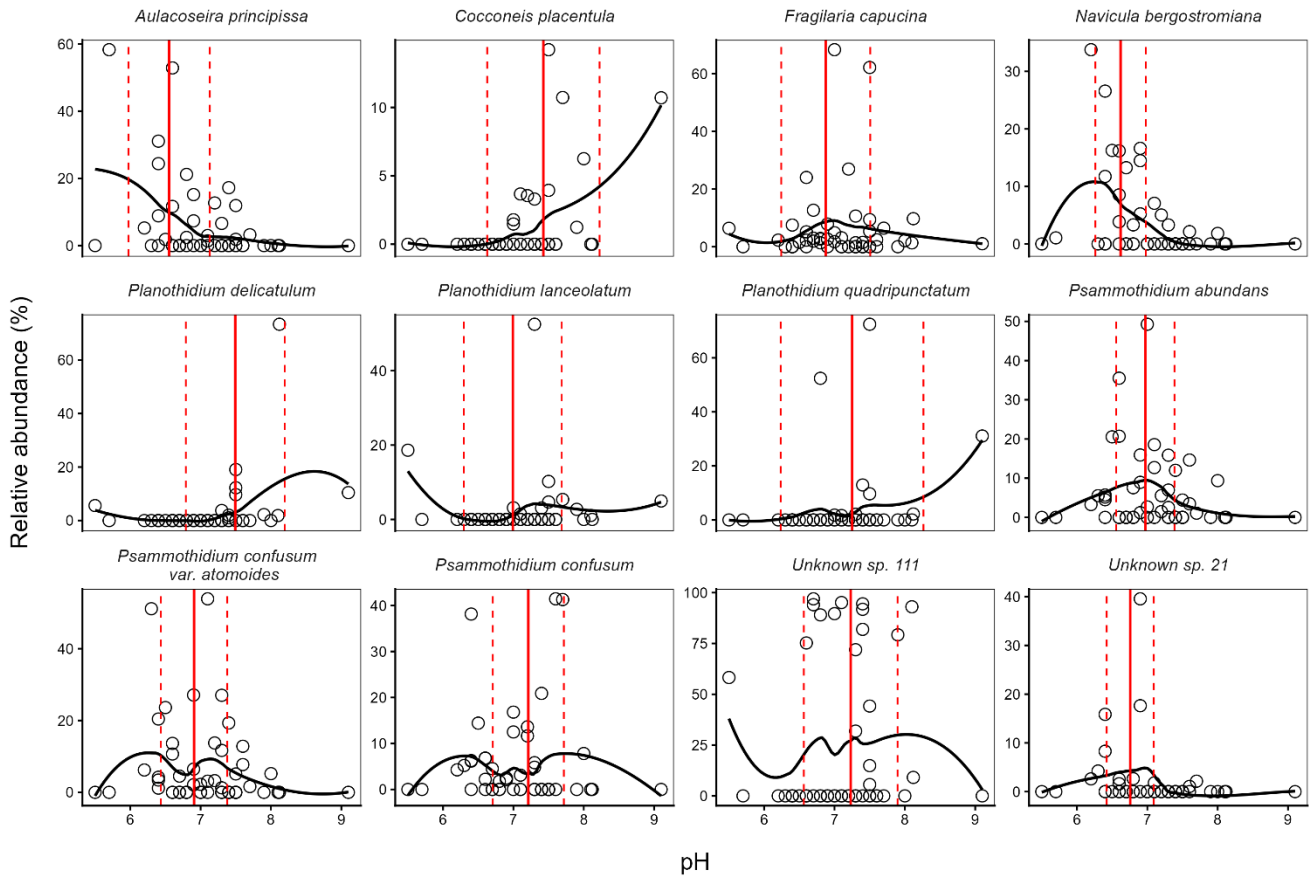 Aulacoseira principissa
Cocconeis placentula
Fragilaria capucina
Navicula bergostromiana
60
40
20
0
10
5
0
60
40
20
0
30
20
10
0
Planothidium delicatulum
Planothidium lanceolatum
Planothidium quadripunctatum
Psammothidium abundans
60
40
20
0
40
20
0
60
40
20
0
50
40
30
20
10
0
Relative abundance (%)
Psammothidium confusum
var. atomoides
Psammothidium confusum
Unknown sp. 111
Unknown sp. 21
40
20
0
40
30
20
10
0
100
75
50
25
0
40
30
20
10
0
6 7 8 9
6 7 8 9
6 7 8 9
6 7 8 9
pH